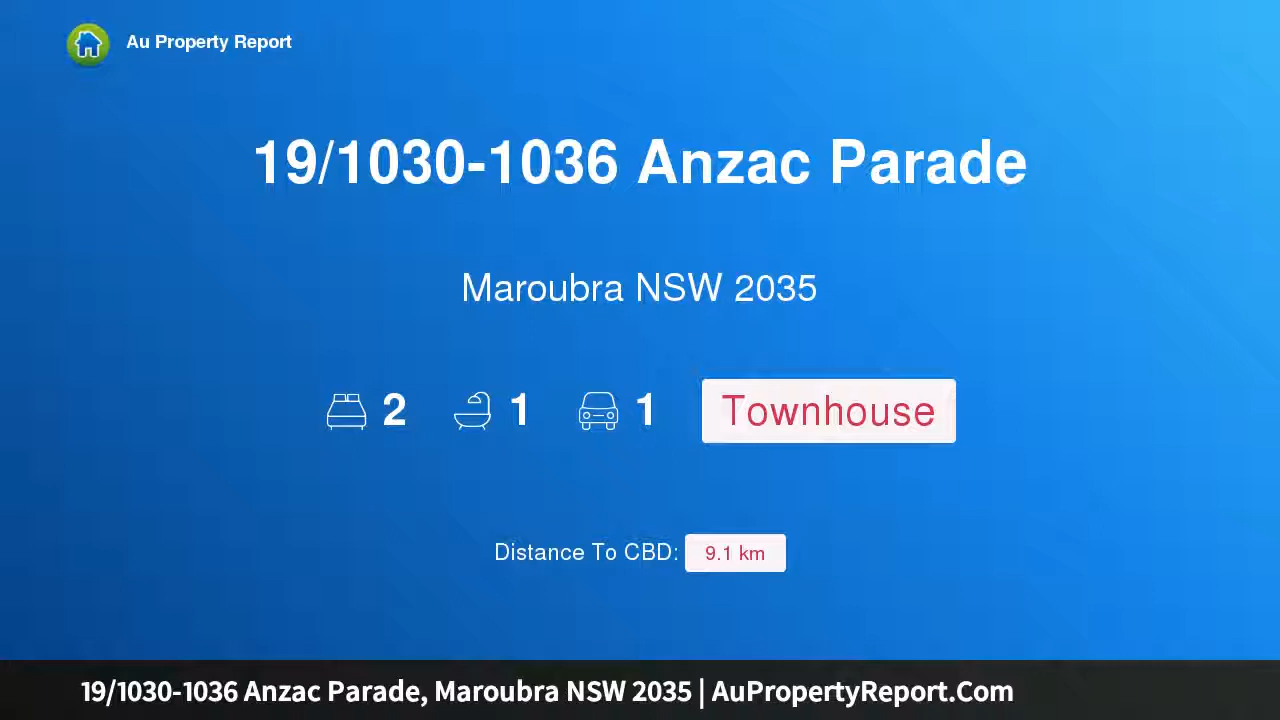 Au Property Report
19/1030-1036 Anzac Parade
Maroubra NSW 2035
2 1 1 Townhouse
Distance To CBD: 9.1 km
19/1030-1036 Anzac Parade, Maroubra NSW 2035 | AuPropertyReport.Com